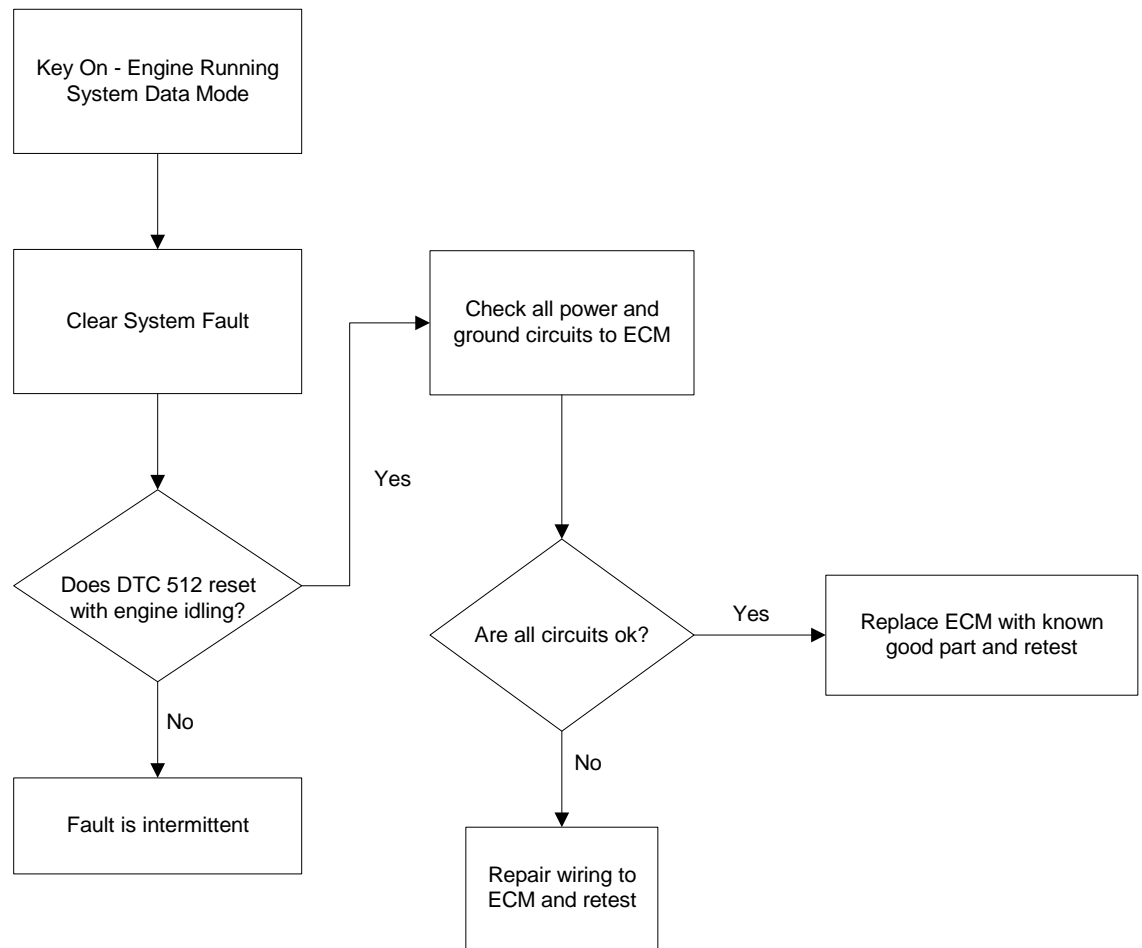 Key On - Engine Running
System Data Mode
Clear System Fault
Check all power and
ground circuits to ECM
Yes
Does DTC 512 reset
with engine idling?
Are all circuits ok?
Yes
Replace ECM with known
good part and retest
No
Fault is intermittent
No
Repair wiring to
ECM and retest